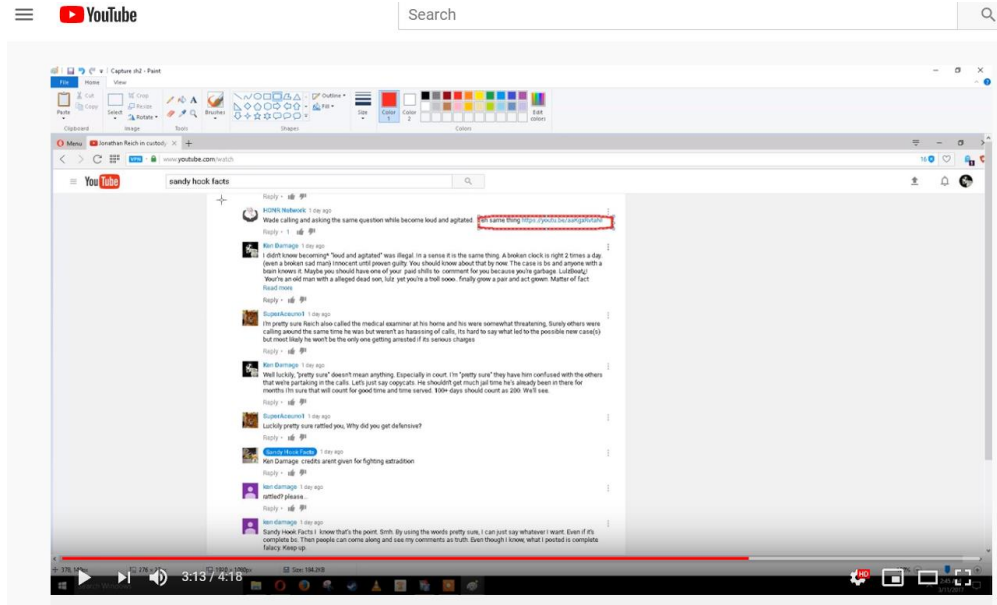 YouTube
Search
Capture ch2 - Paint
File Home View
Paste
Cut
Copy
Select
Crop
Resize
Rotate
Brushes
Outline
Fill
Size
Color 1
Color 2
Edit colors
Clipboard
Image
Tools
Shapes
Colors
Menu
Jonathan Reich in custody
VPN
www.youtube.com/watch
16
YouTube
sandy hook facts
Reply
HONR Network 1 day ago
Wade calling and asking the same question while become loud and agitated.
same thing
Reply · 1
Ken Damage 1 day ago
I didn't know becoming* "loud and agitated" was illegal. In a sense it is the same thing. A broken clock is right 2 times a day.
(even a broken sad man) Innocent until proven guilty. You should know about that by now. The case is bs and anyone with a
brain knows it. Maybe you should have one of your paid shills to comment for you because you're garbage.
You're an old man with a alleged dead son, lulz yet you're a troll sooo.. finally grow a pair and act grown. Matter of fact
Read more
Reply
SuperAceunn1 1 day ago
I'm pretty sure Reich also called the medical examiner at his home and his were somewhat threatening, Surely others were
calling around the same time he was but weren't as harassing of calls, its hard to say what led to the possible new case(s)
but most likely he won't be the only one getting arrested if its serious charges
Reply
Ken Damage 1 day ago
Well luckily, "pretty sure" doesn't mean anything. Especially in court. I'm "pretty sure" they have him confused with the others
that we're partaking in the calls. Let's just say copycats. He shouldn't get much jail time he's already been in there for
months I'm sure that will count for good time and time served. 100+ days should count as 200. We'll see.
Reply
SuperAceunn1 1 day ago
Luckily pretty sure rattled you, Why did you get defensive?
Reply
Sandy Hook Facts 1 day ago
Ken Damage credits arent given for fighting extradition
Reply
ken damage 1 day ago
rattled? please..
Reply
ken damage 1 day ago
Sandy Hook Facts I know that's the point. Smh. By using the words pretty sure, I can just say whatever I want. Even if it's
complete bs. Then people can come along and see my comments as truth. Even though I know, what I posted is complete
falacy. Keep up.
3:13 / 4:18
HD